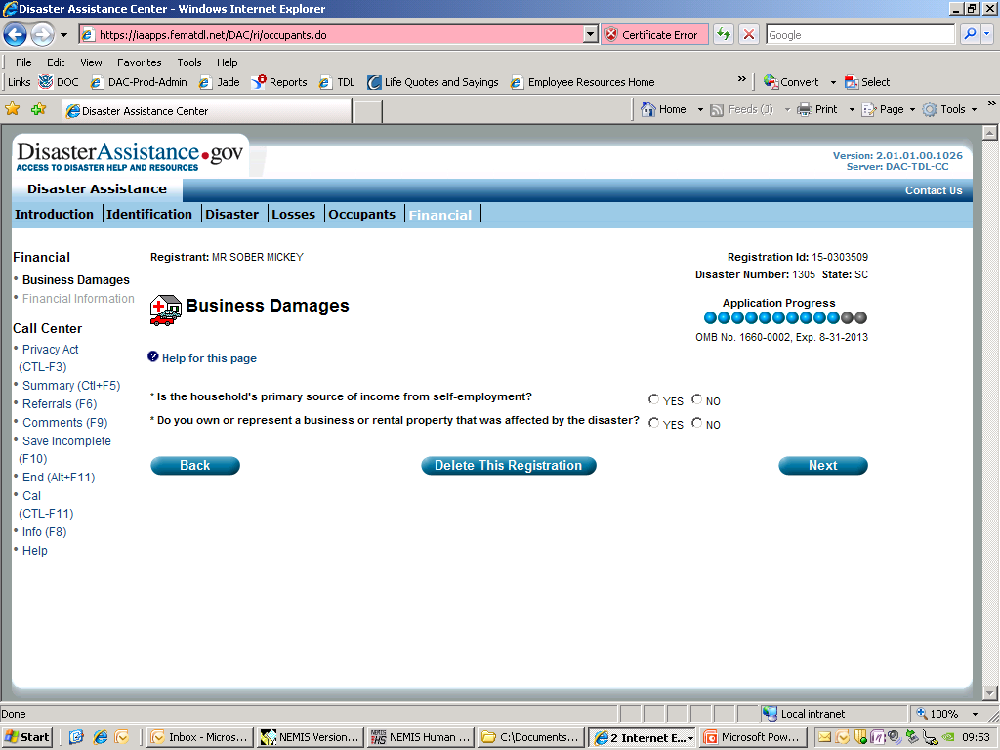 Disaster Assistance Center - Windows Internet Explorer
https://iaapps.fematdl.net/DAC/ri/occupants.do
Certificate Error
Google
File Edit View Favorites Tools Help
Links DOC DAC-Prod-Admin Jade Reports TDL Life Quotes and Sayings Employee Resources Home » Convert Select
Disaster Assistance Center
Home Feeds (J) Print Page Tools »
DisasterAssistance.gov
ACCESS TO DISASTER HELP AND RESOURCES
Version: 2.01.01.00.1026
Server: DAC-TDL-CC
Disaster Assistance
Contact Us
Introduction Identification Disaster Losses Occupants Financial
Financial
• Business Damages
• Financial Information
Call Center
• Privacy Act
(CTL-F3)
• Summary (Ctl+F5)
• Referrals (F6)
• Comments (F9)
• Save Incomplete
(F10)
• End (Alt+F11)
• Cal
(CTL-F11)
• Info (F8)
• Help
Registrant: MR SOBER MICKEY
Registration Id: 15-0303509
Disaster Number: 1305 State: SC
Business Damages
Application Progress
OMB No. 1660-0002, Exp. 8-31-2013
? Help for this page
* Is the household's primary source of income from self-employment? YES NO
* Do you own or represent a business or rental property that was affected by the disaster? YES NO
Back Delete This Registration Next
Done
Local intranet
100%
Start
Inbox - Micros...
NEMIS Version...
NEMIS Human ...
C:\Documents...
2 Internet E...
Microsoft Pow...
09:53